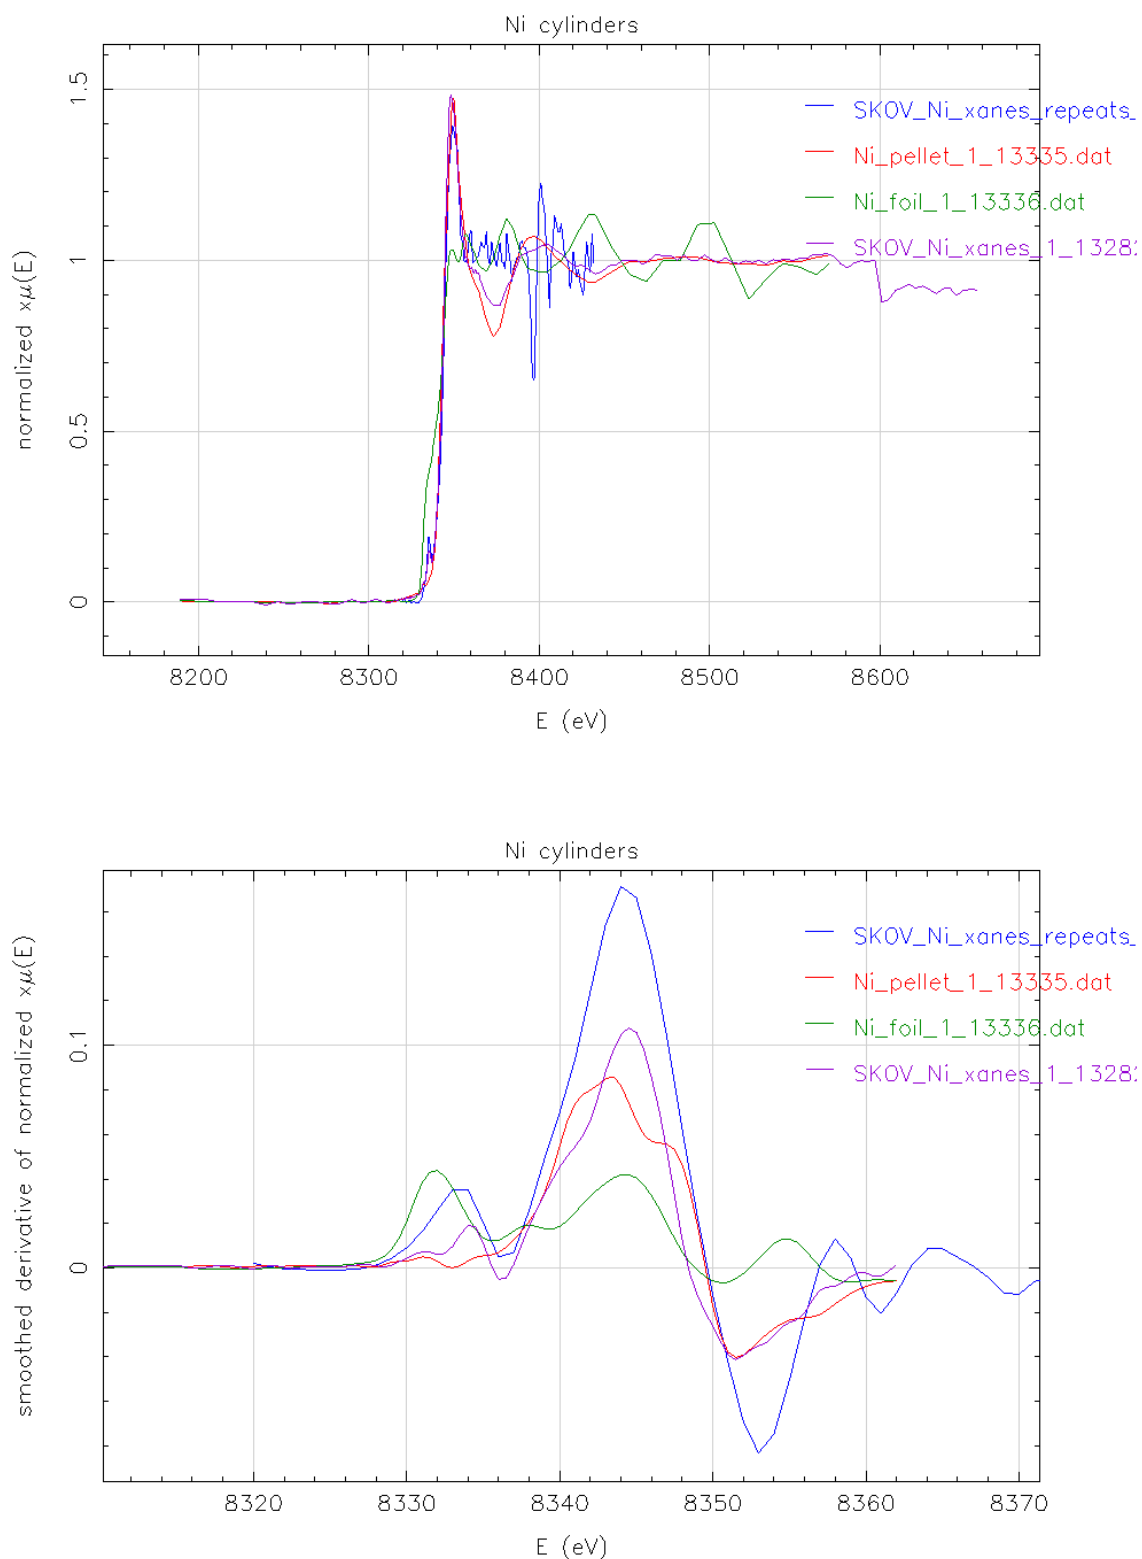 Ni cylinders
normalized xμ(E)
1.5
1
0.5
0
SKOV_Ni_xanes_repeats_
Ni_pellet_1_13335.dat
Ni_foil_1_13336.dat
SKOV_Ni_xanes_1_1328
8200 8300 8400 8500 8600
E (eV)
Ni cylinders
smoothed derivative of normalized xμ(E)
0.1
0
SKOV_Ni_xanes_repeats_
Ni_pellet_1_13335.dat
Ni_foil_1_13336.dat
SKOV_Ni_xanes_1_1328
8320 8330 8340 8350 8360 8370
E (eV)